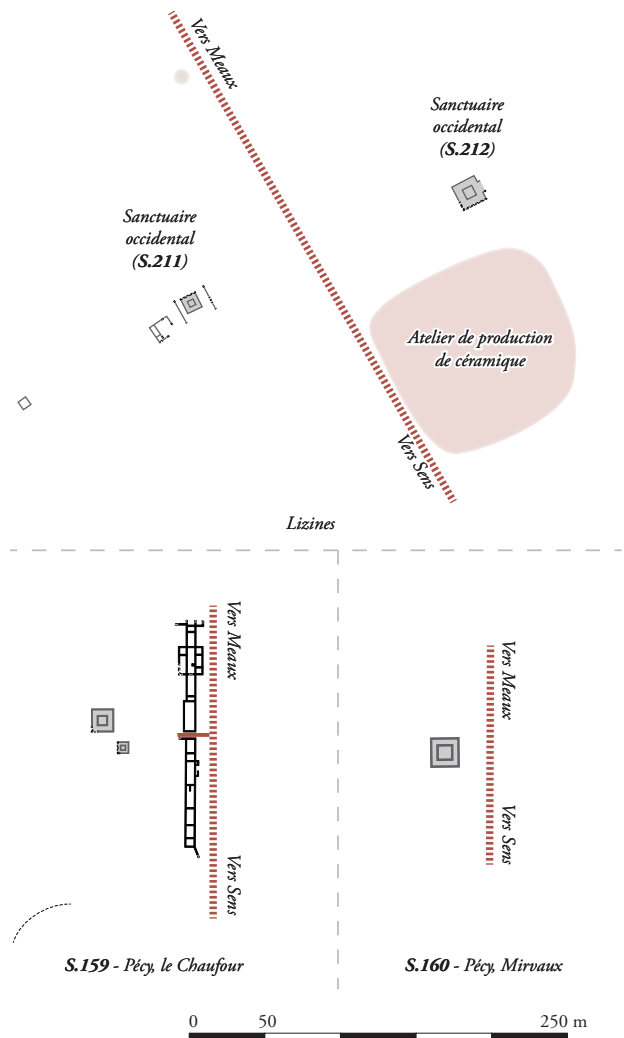 Vers Meaux
Sanctuaire
occidental
(S.212)
Sanctuaire
occidental
(S.211)
Atelier de production
de céramique
Vers Sens
Lizines
Vers Meaux
Vers Sens
S.159 - Pécy, le Chaufour
Vers Meaux
Vers Sens
S.160 - Pécy, Mirvaux
0 50 250 m